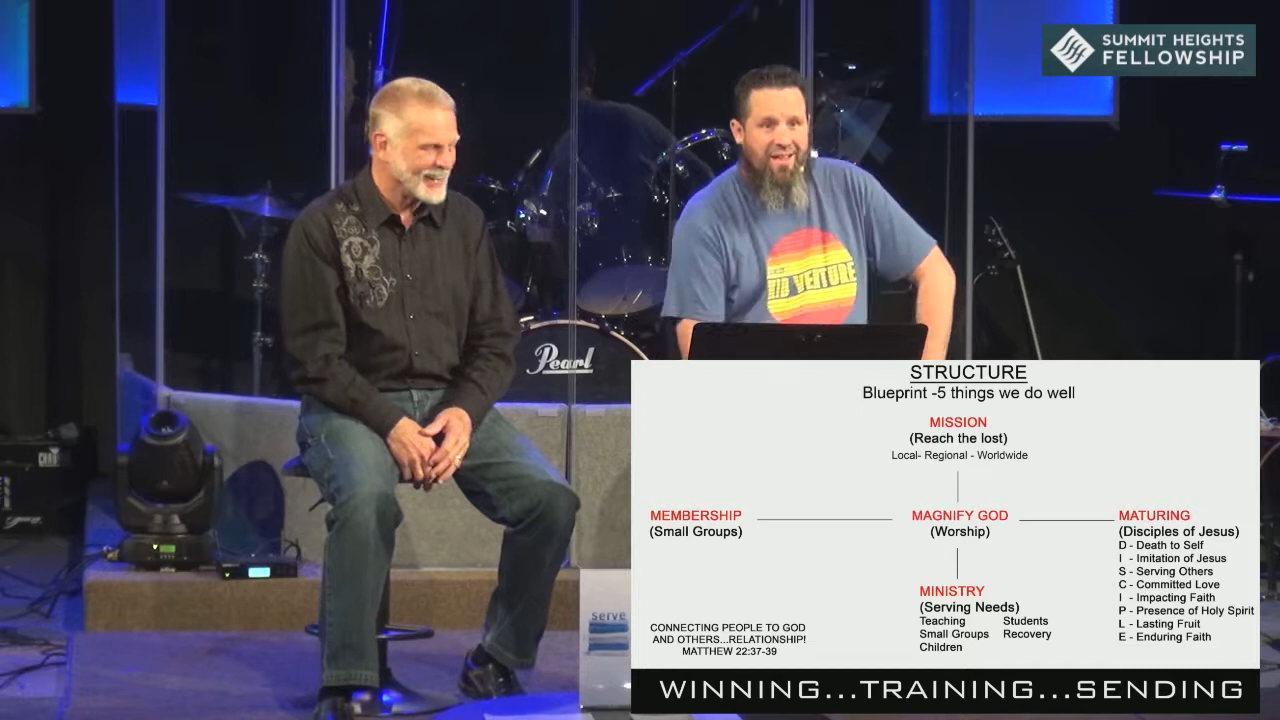 SUMMIT HEIGHTS
FELLOWSHIP
KID VENTURE
Pearl
serve
STRUCTURE
Blueprint -5 things we do well
MISSION
(Reach the lost)
Local- Regional - Worldwide
MEMBERSHIP
(Small Groups)
MAGNIFY GOD
(Worship)
MATURING
(Disciples of Jesus)
D - Death to Self
I - Imitation of Jesus
S - Serving Others
C - Committed Love
I - Impacting Faith
P - Presence of Holy Spirit
L - Lasting Fruit
E - Enduring Faith
MINISTRY
(Serving Needs)
Teaching Students
Small Groups Recovery
Children
CONNECTING PEOPLE TO GOD
AND OTHERS...RELATIONSHIP!
MATTHEW 22:37-39
WINNING...TRAINING...SENDING